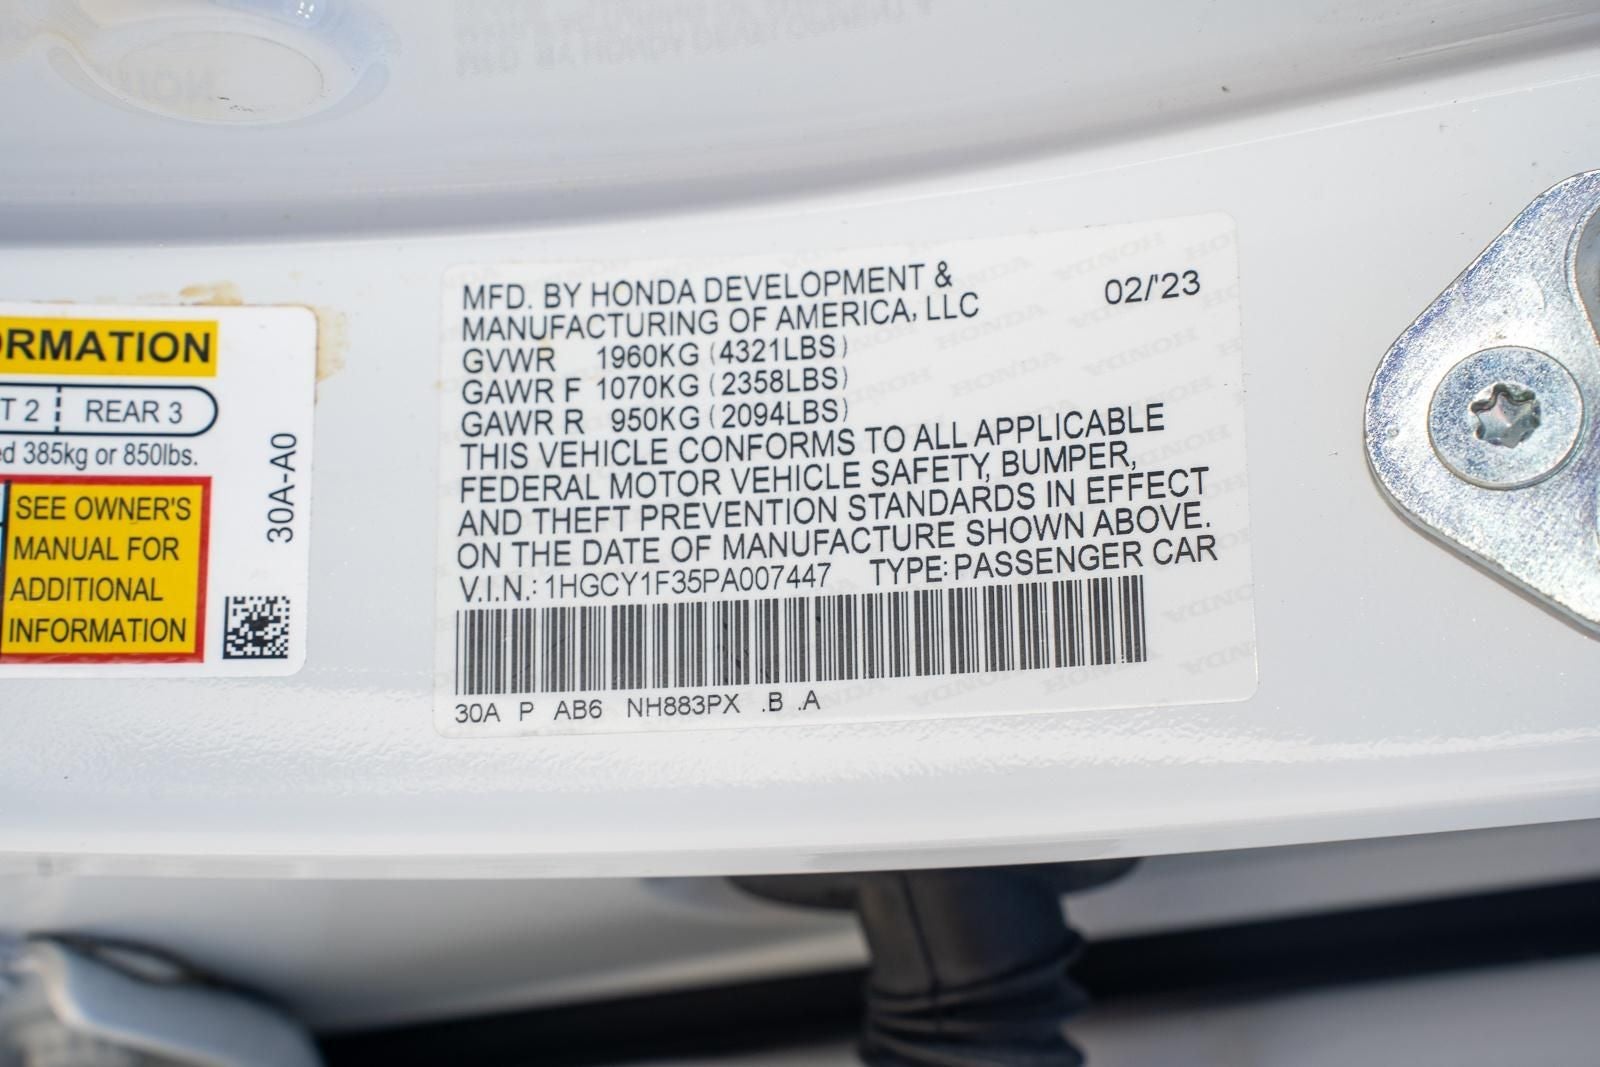 ORMATION
T 2 REAR 3
ed 385kg or 850lbs.
SEE OWNER'S
MANUAL FOR
ADDITIONAL
INFORMATION
30A-A0
MFD. BY HONDA DEVELOPMENT &
MANUFACTURING OF AMERICA, LLC 02/'23
GVWR 1960KG (4321LBS)
GAWR F 1070KG (2358LBS)
GAWR R 950KG (2094LBS)
THIS VEHICLE CONFORMS TO ALL APPLICABLE
FEDERAL MOTOR VEHICLE SAFETY, BUMPER,
AND THEFT PREVENTION STANDARDS IN EFFECT
ON THE DATE OF MANUFACTURE SHOWN ABOVE.
V.I.N.: 1HGCY1F35PA007447 TYPE: PASSENGER CAR
30A P AB6 NH883PX .B .A